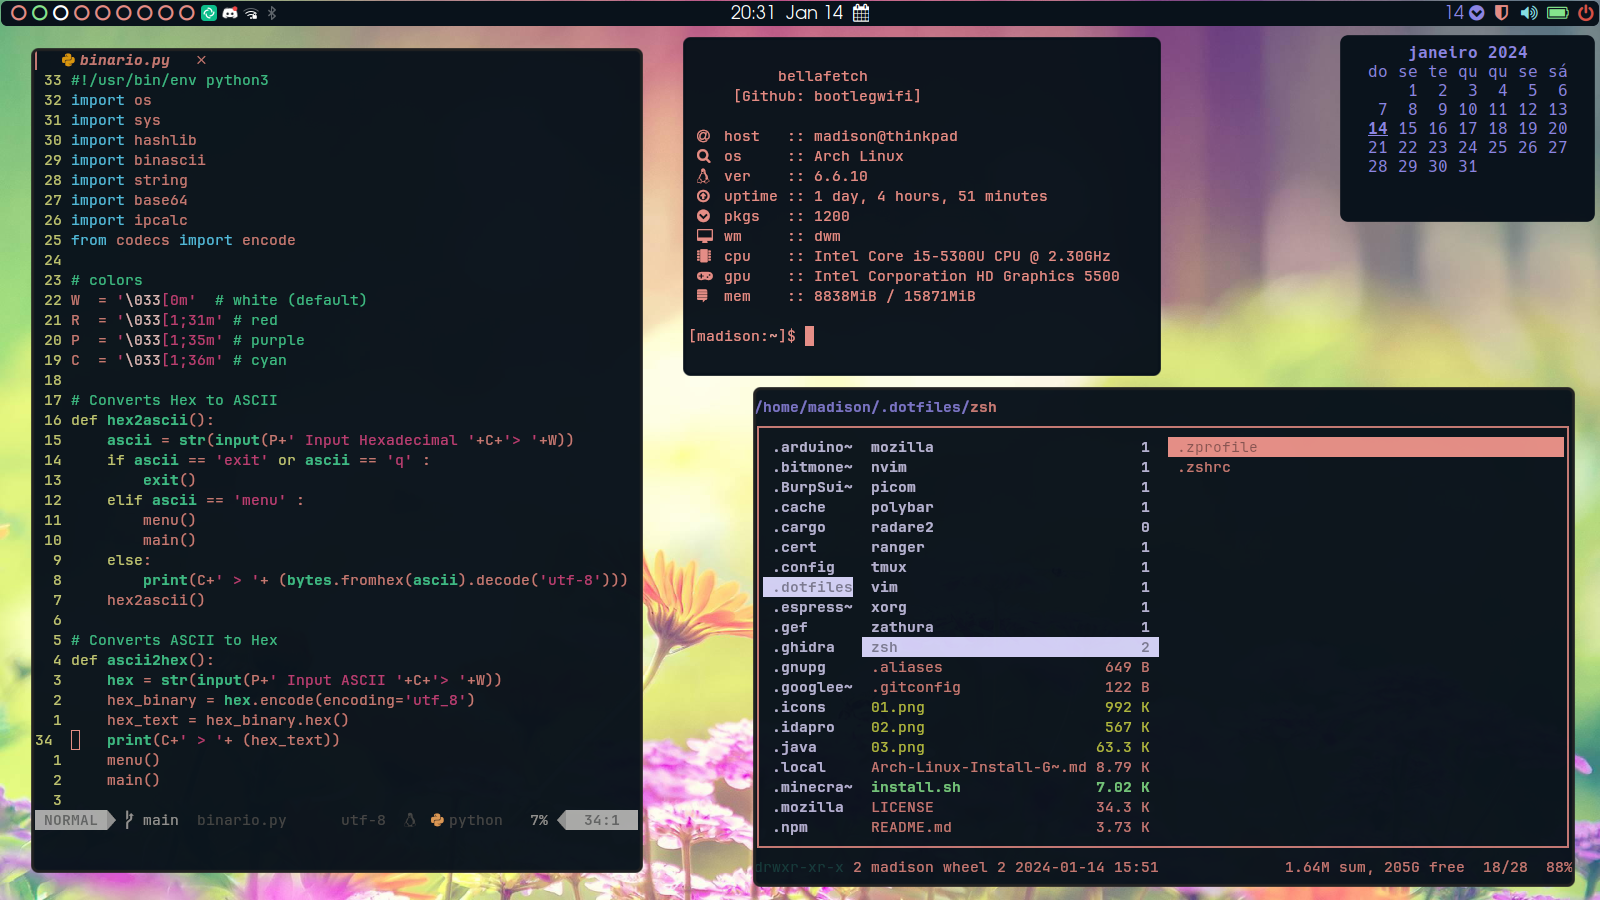 20:31 Jan 14
14
binario.py ×
33 #!/usr/bin/env python3
32 import os
31 import sys
30 import hashlib
29 import binascii
28 import string
27 import base64
26 import ipcalc
25 from codecs import encode
24
23 # colors
22 W  = '\033[0m'  # white (default)
21 R  = '\033[1;31m' # red
20 P  = '\033[1;35m' # purple
19 C  = '\033[1;36m' # cyan
18
17 # Converts Hex to ASCII
16 def hex2ascii():
15     ascii = str(input(P+' Input Hexadecimal '+C+'> '+W))
14     if ascii == 'exit' or ascii == 'q' :
13         exit()
12     elif ascii == 'menu' :
11         menu()
10         main()
9     else:
8         print(C+' > '+ (bytes.fromhex(ascii).decode('utf-8')))
7     hex2ascii()
6
5 # Converts ASCII to Hex
4 def ascii2hex():
3     hex = str(input(P+' Input ASCII '+C+'> '+W))
2     hex_binary = hex.encode(encoding='utf_8')
1     hex_text = hex_binary.hex()
34     print(C+' > '+ (hex_text))
1     menu()
2     main()
3
NORMAL main binario.py utf-8 python 7% 34:1
bellafetch
[Github: bootlegwifi]
@ host :: madison@thinkpad
os :: Arch Linux
ver :: 6.6.10
uptime :: 1 day, 4 hours, 51 minutes
pkgs :: 1200
wm :: dwm
cpu :: Intel Core i5-5300U CPU @ 2.30GHz
gpu :: Intel Corporation HD Graphics 5500
mem :: 8838MiB / 15871MiB
[madison:~]$
janeiro 2024
do se te qu qu se sá
1 2 3 4 5 6
7 8 9 10 11 12 13
14 15 16 17 18 19 20
21 22 23 24 25 26 27
28 29 30 31
/home/madison/.dotfiles/zsh
.arduino~ mozilla 1 .zprofile
.bitmone~ nvim 1 .zshrc
.BurpSui~ picom 1
.cache polybar 1
.cargo radare2 0
.cert ranger 1
.config tmux 1
.dotfiles vim 1
.espress~ xorg 1
.gef zathura 1
.ghidra zsh 2
.gnupg .aliases 649 B
.googlee~ .gitconfig 122 B
.icons 01.png 992 K
.idapro 02.png 567 K
.java 03.png 63.3 K
.local Arch-Linux-Install-G~.md 8.79 K
.minecra~ install.sh 7.02 K
.mozilla LICENSE 34.3 K
.npm README.md 3.73 K
drwxr-xr-x 2 madison wheel 2 2024-01-14 15:51 1.64M sum, 205G free 18/28 88%